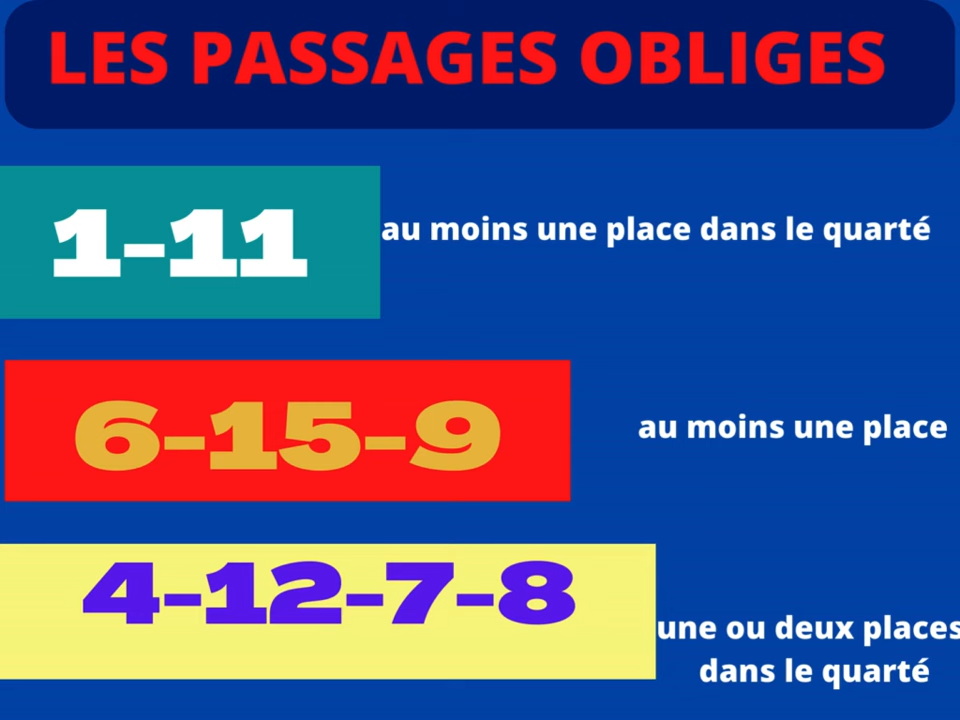 LES PASSAGES OBLIGES
1-11
au moins une place dans le quarté
6-15-9
au moins une place
4-12-7-8
une ou deux places
dans le quarté